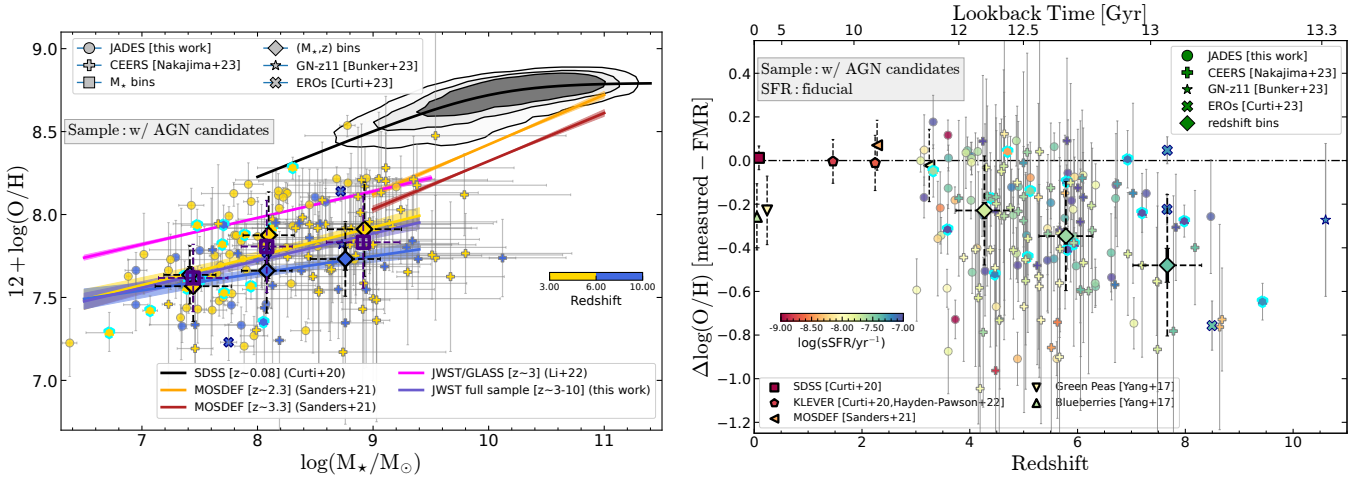 9.0
8.5
8.0
7.5
7.0
12 + log(O/H)
JADES [this work]
CEERS [Nakajima+23]
M⋆ bins
(M⋆,z) bins
GN-z11 [Bunker+23]
EROs [Curti+23]
Sample: w/ AGN candidates
3.00 6.00 10.00
Redshift
SDSS [z~0.08] (Curti+20)
MOSDEF [z~2.3] (Sanders+21)
MOSDEF [z~3.3] (Sanders+21)
JWST/GLASS [z~3] (Li+22)
JWST full sample [z~3-10] (this work)
7 8 9 10 11
log(M⋆/M⊙)
Lookback Time [Gyr]
0 5 8 10 12 12.5 13 13.3
0.4
0.2
0.0
−0.2
−0.4
−0.6
−0.8
−1.0
−1.2
Δlog(O/H) [measured − FMR]
Sample: w/ AGN candidates
SFR: fiducial
JADES [this work]
CEERS [Nakajima+23]
GN-z11 [Bunker+23]
EROs [Curti+23]
redshift bins
-9.0 -8.5 -8.0 -7.5 -7.0
log(sSFR/yr⁻¹)
SDSS [Curti+20]
KLEVER [Curti+20,Hayden-Pawson+22]
MOSDEF [Sanders+21]
Green Peas [Yang+17]
Blueberries [Yang+17]
0 2 4 6 8 10
Redshift